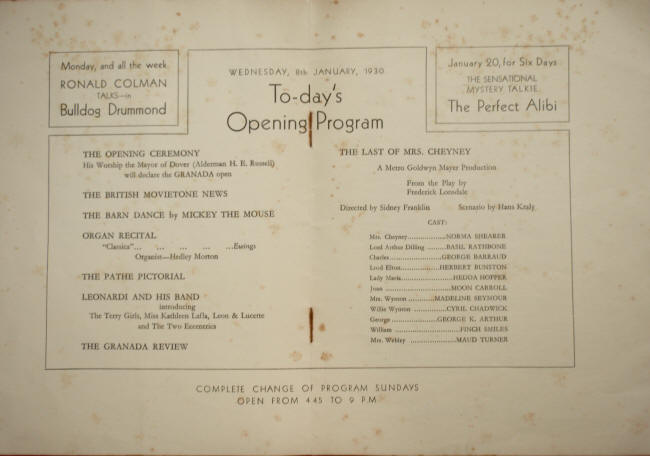 Monday, and all the week
RONALD COLMAN
TALKS—in
Bulldog Drummond
WEDNESDAY, 8th JANUARY, 1930
To-day's
Opening Program
January 20, for Six Days
THE SENSATIONAL
MYSTERY TALKIE
The Perfect Alibi
THE OPENING CEREMONY
His Worship the Mayor of Dover (Alderman H. E. Russell)
will declare the GRANADA open
THE BRITISH MOVIETONE NEWS
THE BARN DANCE by MICKEY THE MOUSE
ORGAN RECITAL
"Classica"... ... ... ... ...Ewings
Organist—Hedley Morton
THE PATHE PICTORIAL
LEONARDI AND HIS BAND
introducing
The Terry Girls, Miss Kathleen Lafla, Leon & Lucette
and The Two Eccentrics
THE GRANADA REVIEW
THE LAST OF MRS. CHEYNEY
A Metro Goldwyn Mayer Production
From the Play by
Frederick Lonsdale
Directed by Sidney Franklin Scenario by Hans Kraly
CAST:
Mrs. Cheyney....................NORMA SHEARER
Lord Arthur Dilling ........BASIL RATHBONE
Charles......................GEORGE BARRAUD
Lord Elton..................HERBERT BUNSTON
Lady Maria......................HEDDA HOPPER
Joan ..............................MOON CARROLL
Mrs. Wynton ..........MADELINE SEYMOUR
Willie Wynton ............CYRIL CHADWICK
George......................GEORGE K. ARTHUR
William ..........................FINCH SMILES
Mrs. Webley ......................MAUD TURNER
COMPLETE CHANGE OF PROGRAM SUNDAYS
OPEN FROM 4.45 TO 9 P.M.